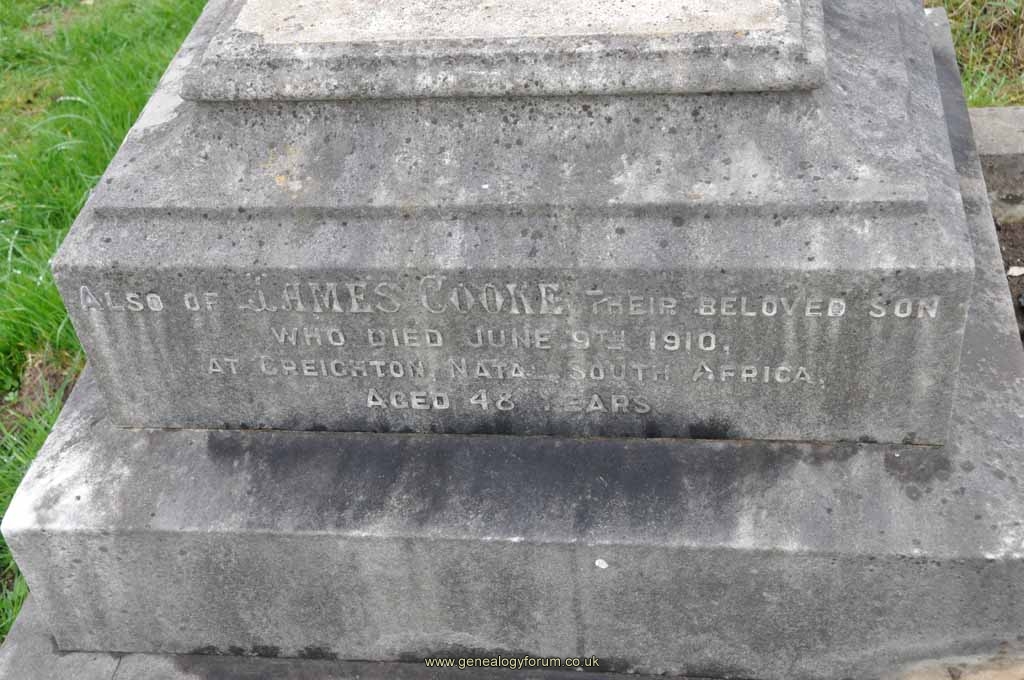 ALSO OF JAMES COOKE THEIR BELOVED SON
WHO DIED JUNE 9TH 1910,
AT CREIGHTON, NATAL, SOUTH AFRICA,
AGED 48 YEARS
www.genealogyforum.co.uk